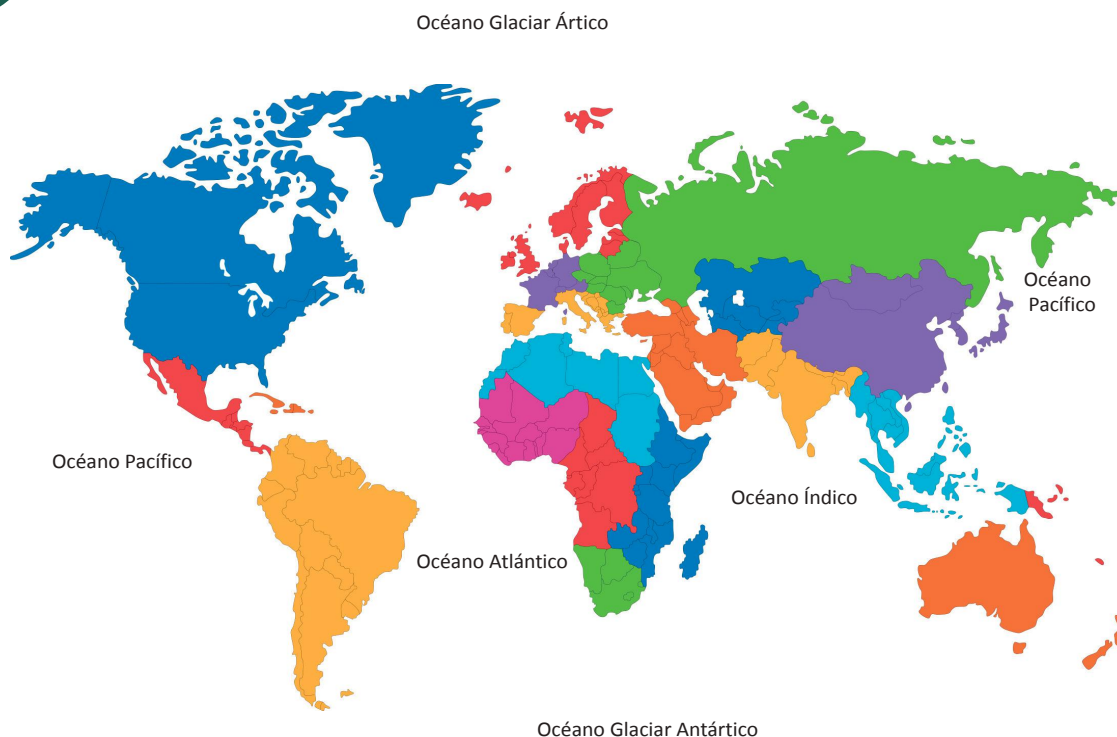 Océano Glaciar Ártico
Océano
Pacífico
Océano Pacífico
Océano Índico
Océano Atlántico
Océano Glaciar Antártico